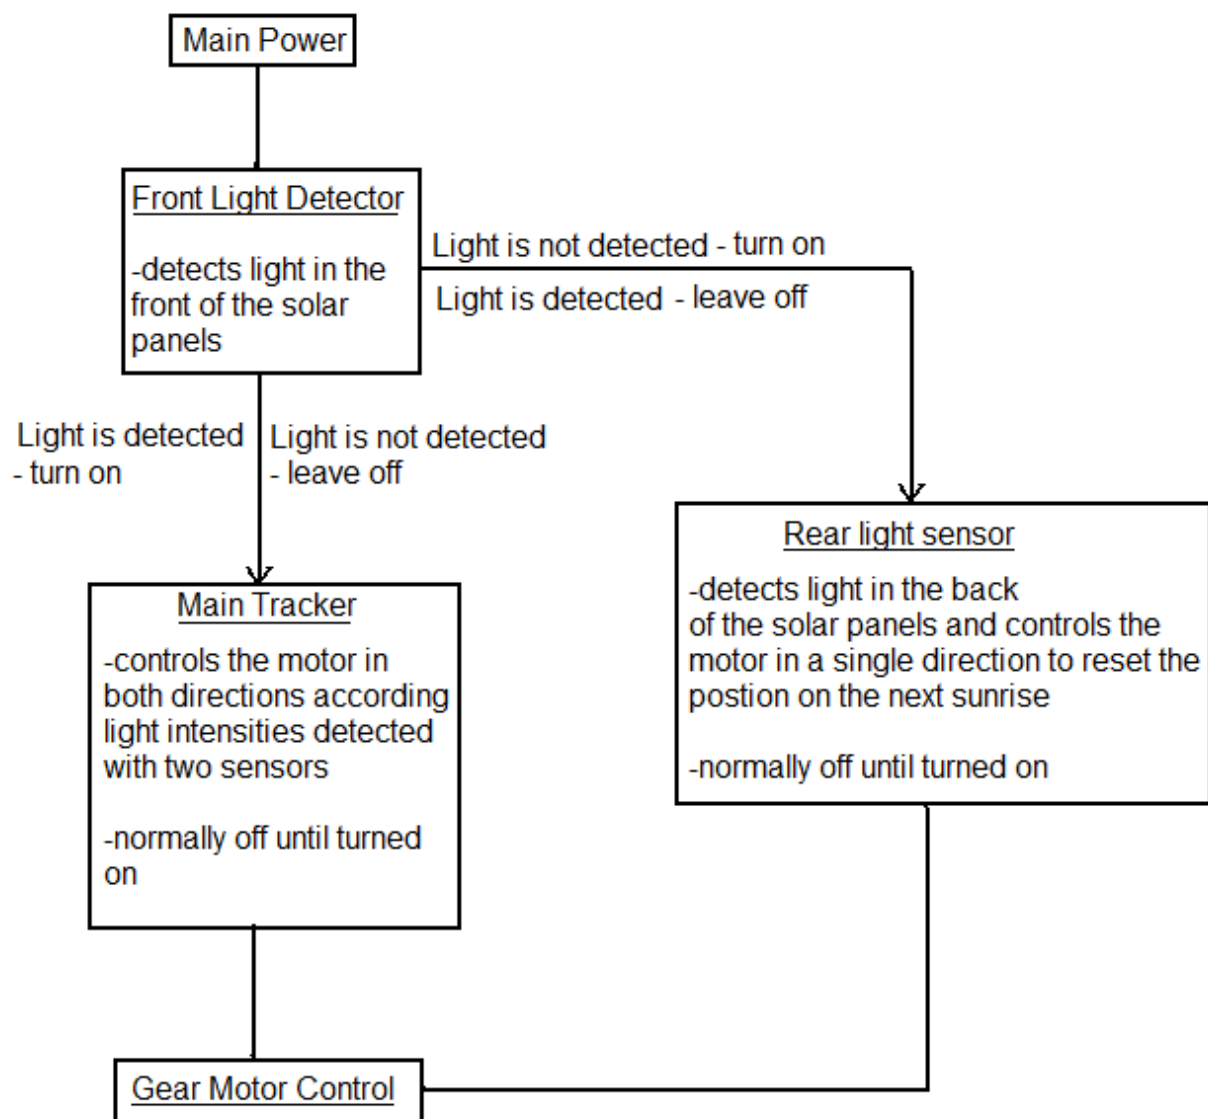 Main Power
Front Light Detector
-detects light in the
front of the solar
panels
Light is not detected - turn on
Light is detected - leave off
Light is detected
- turn on
Light is not detected
- leave off
Main Tracker
-controls the motor in
both directions according
light intensities detected
with two sensors
-normally off until turned
on
Rear light sensor
-detects light in the back
of the solar panels and controls the
motor in a single direction to reset the
postion on the next sunrise
-normally off until turned on
Gear Motor Control